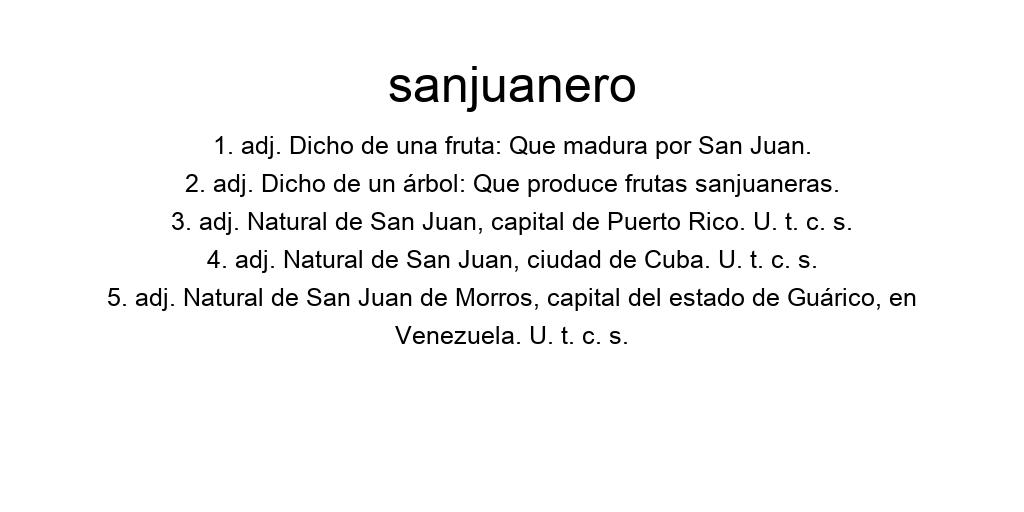 sanjuanero
1. adj. Dicho de una fruta: Que madura por San Juan.
2. adj. Dicho de un árbol: Que produce frutas sanjuaneras.
3. adj. Natural de San Juan, capital de Puerto Rico. U. t. c. s.
4. adj. Natural de San Juan, ciudad de Cuba. U. t. c. s.
5. adj. Natural de San Juan de Morros, capital del estado de Guárico, en
Venezuela. U. t. c. s.